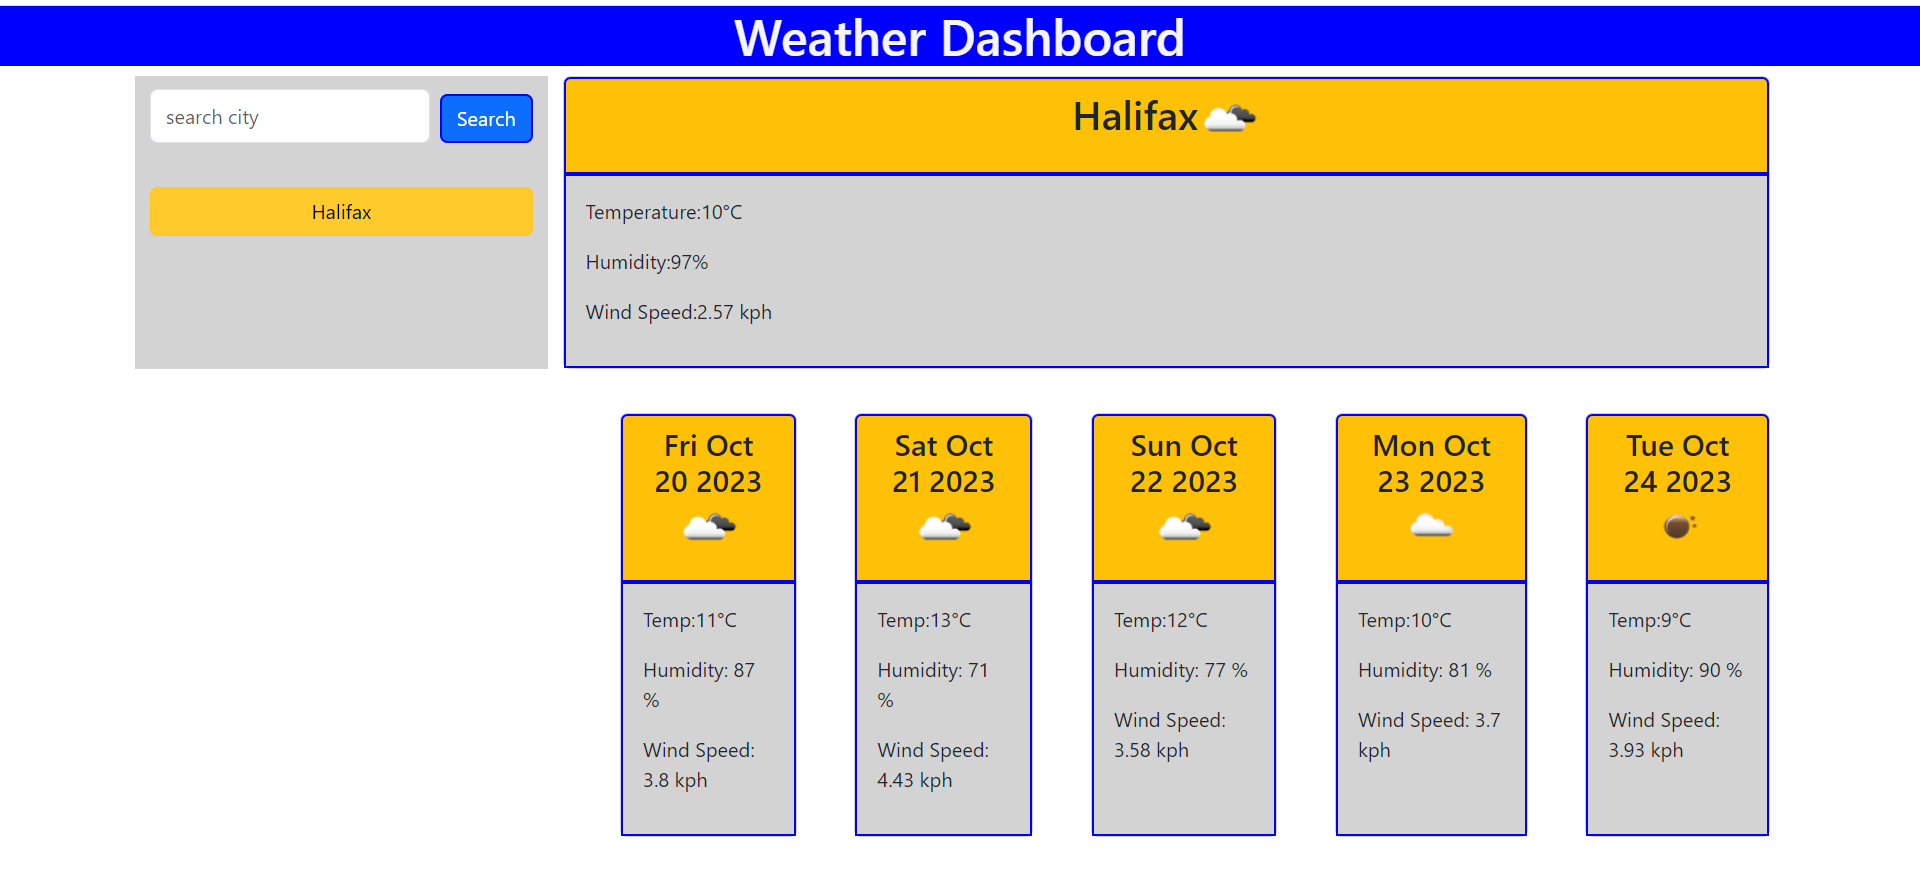 Weather Dashboard
search city
Search
Halifax
Halifax
Temperature:10°C
Humidity:97%
Wind Speed:2.57 kph
Fri Oct
20 2023
Temp:11°C
Humidity: 87
%
Wind Speed:
3.8 kph
Sat Oct
21 2023
Temp:13°C
Humidity: 71
%
Wind Speed:
4.43 kph
Sun Oct
22 2023
Temp:12°C
Humidity: 77 %
Wind Speed:
3.58 kph
Mon Oct
23 2023
Temp:10°C
Humidity: 81 %
Wind Speed: 3.7
kph
Tue Oct
24 2023
Temp:9°C
Humidity: 90 %
Wind Speed:
3.93 kph